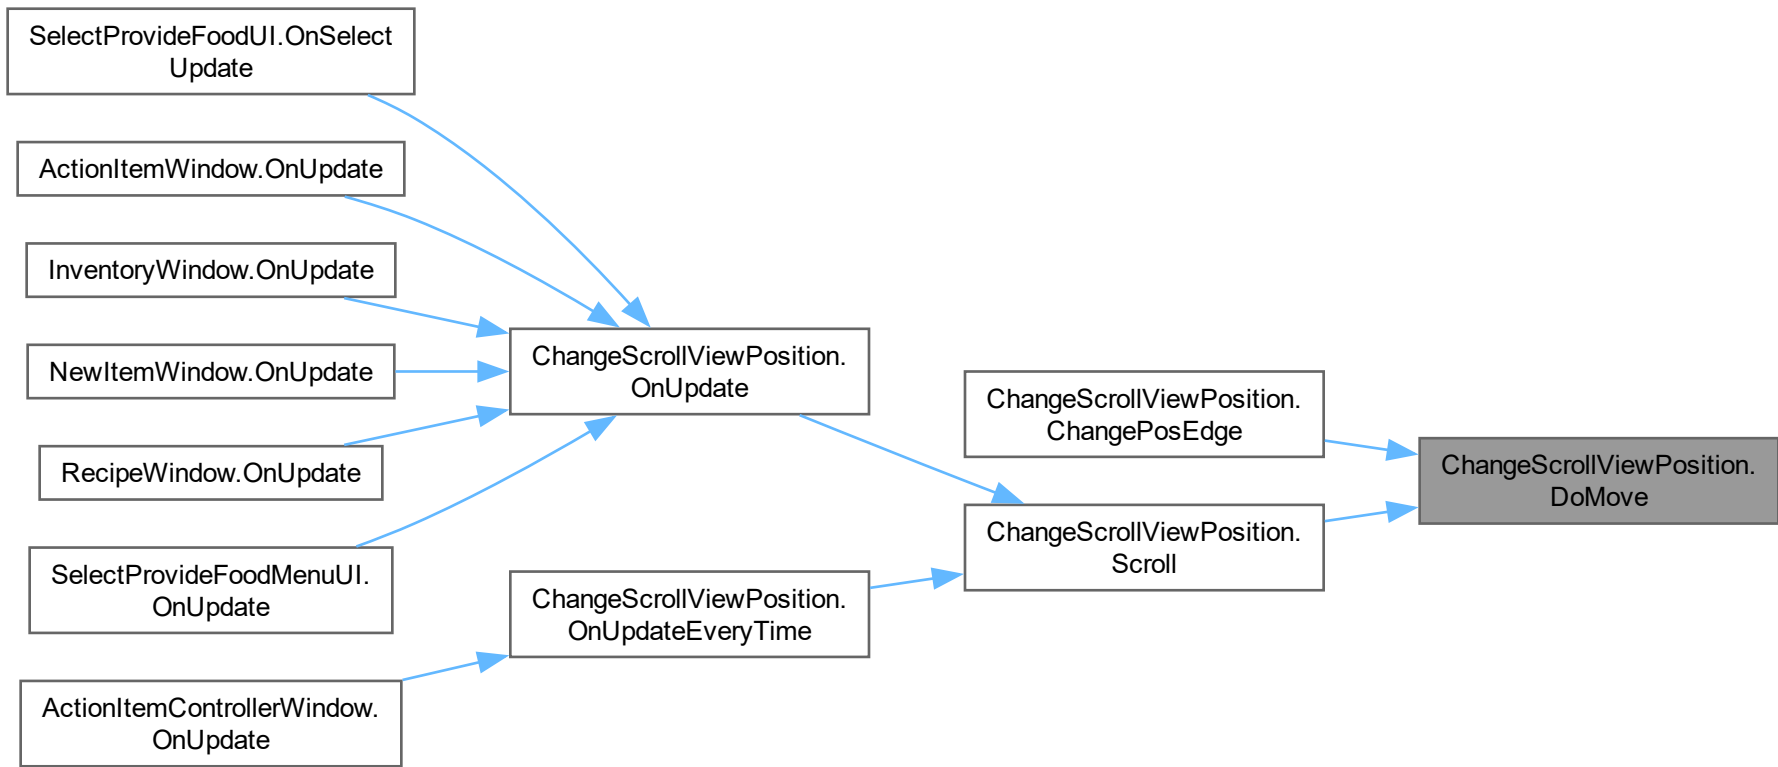 SelectProvideFoodUI.OnSelect
Update
ActionItemWindow.OnUpdate
InventoryWindow.OnUpdate
NewItemWindow.OnUpdate
RecipeWindow.OnUpdate
SelectProvideFoodMenuUI.
OnUpdate
ActionItemControllerWindow.
OnUpdate
ChangeScrollViewPosition.
OnUpdate
ChangeScrollViewPosition.
OnUpdateEveryTime
ChangeScrollViewPosition.
ChangePosEdge
ChangeScrollViewPosition.
Scroll
ChangeScrollViewPosition.
DoMove